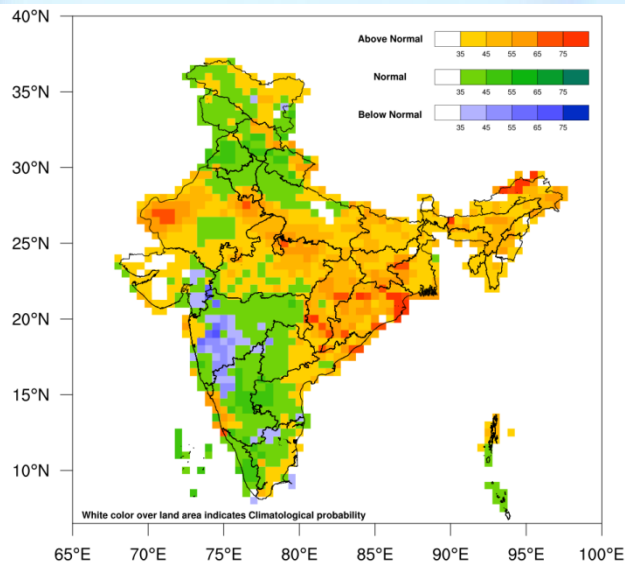 40°N
Above Normal
35 45 55 65 75
35°N
Normal
35 45 55 65 75
Below Normal
35 45 55 65 75
30°N
25°N
20°N
15°N
10°N
White color over land area indicates Climatological probability
65°E 70°E 75°E 80°E 85°E 90°E 95°E 100°E